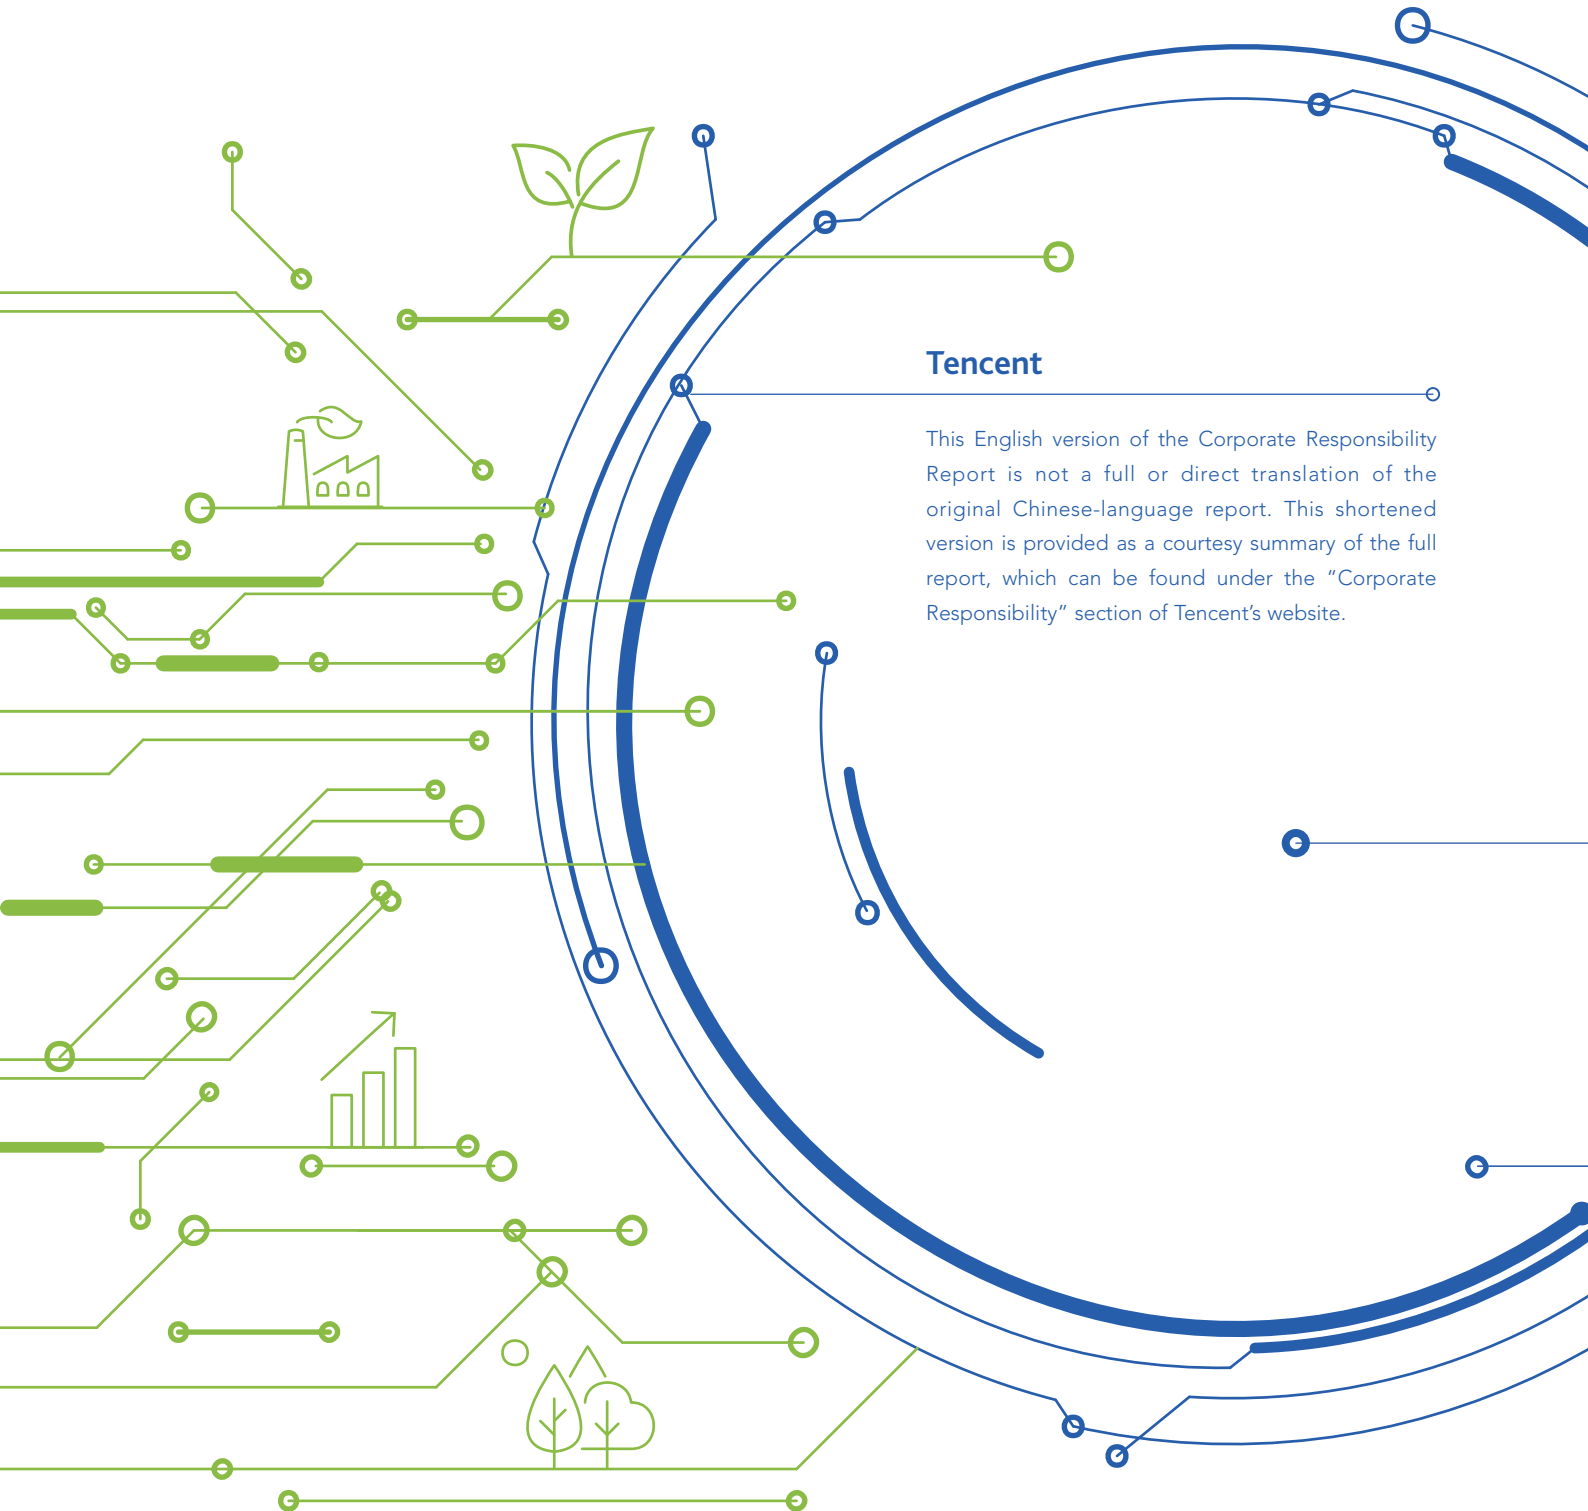 Tencent
This English version of the Corporate Responsibility
Report is not a full or direct translation of the
original Chinese-language report. This shortened
version is provided as a courtesy summary of the full
report, which can be found under the “Corporate
Responsibility” section of Tencent’s website.